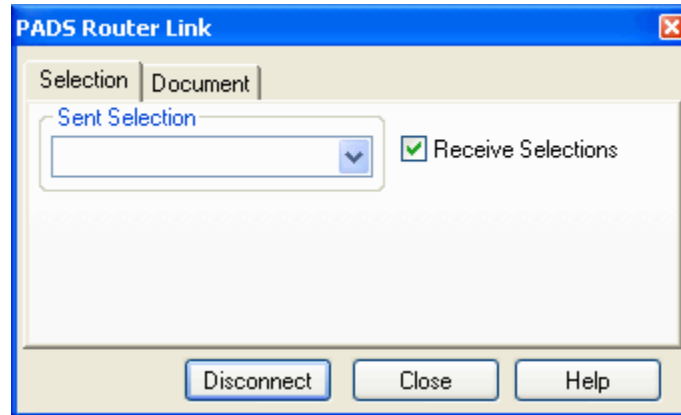 PADS Router Link
Selection Document
Sent Selection
Receive Selections
Disconnect Close Help